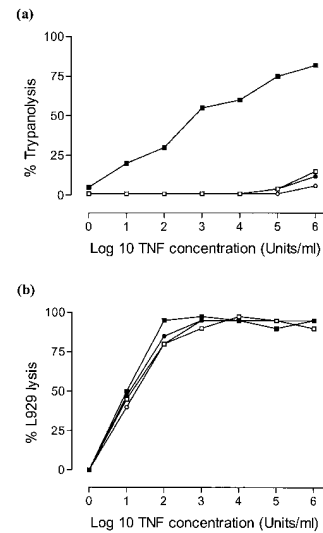 (a)
100
75
50
25
0
% Trypanolysis
0 1 2 3 4 5 6
Log 10 TNF concentration (Units/ml)
(b)
100
75
50
25
0
% L929 lysis
0 1 2 3 4 5 6
Log 10 TNF concentration (Units/ml)